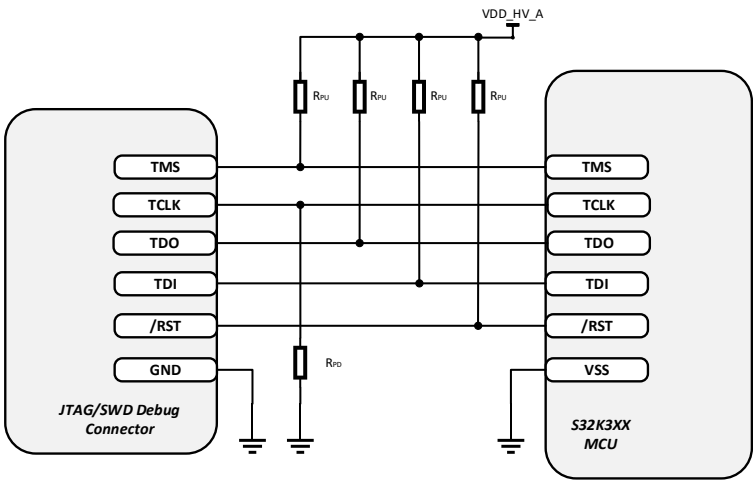 VDD_HV_A
RPU RPU RPU RPU
TMS TMS
TCLK TCLK
TDO TDO
TDI TDI
/RST /RST
RPD
GND VSS
JTAG/SWD Debug
Connector
S32K3XX
MCU